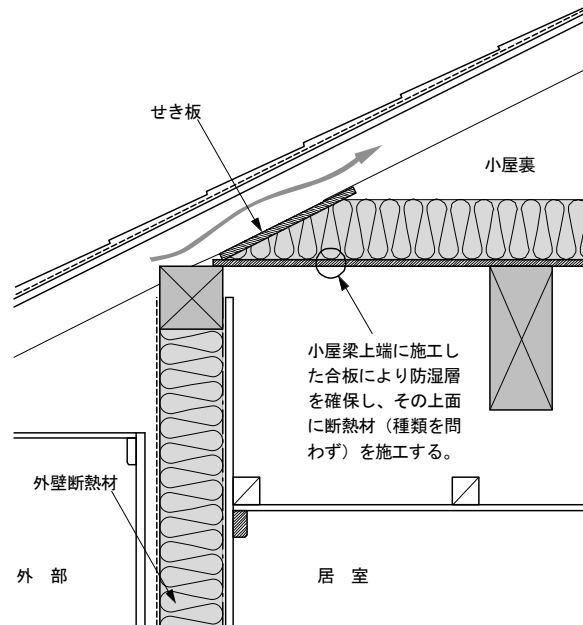 せき板
小屋裏
小屋梁上端に施工し
た合板により防湿層
を確保し、その上面
に断熱材（種類を問
わず）を施工する。
外壁断熱材
外 部
居 室